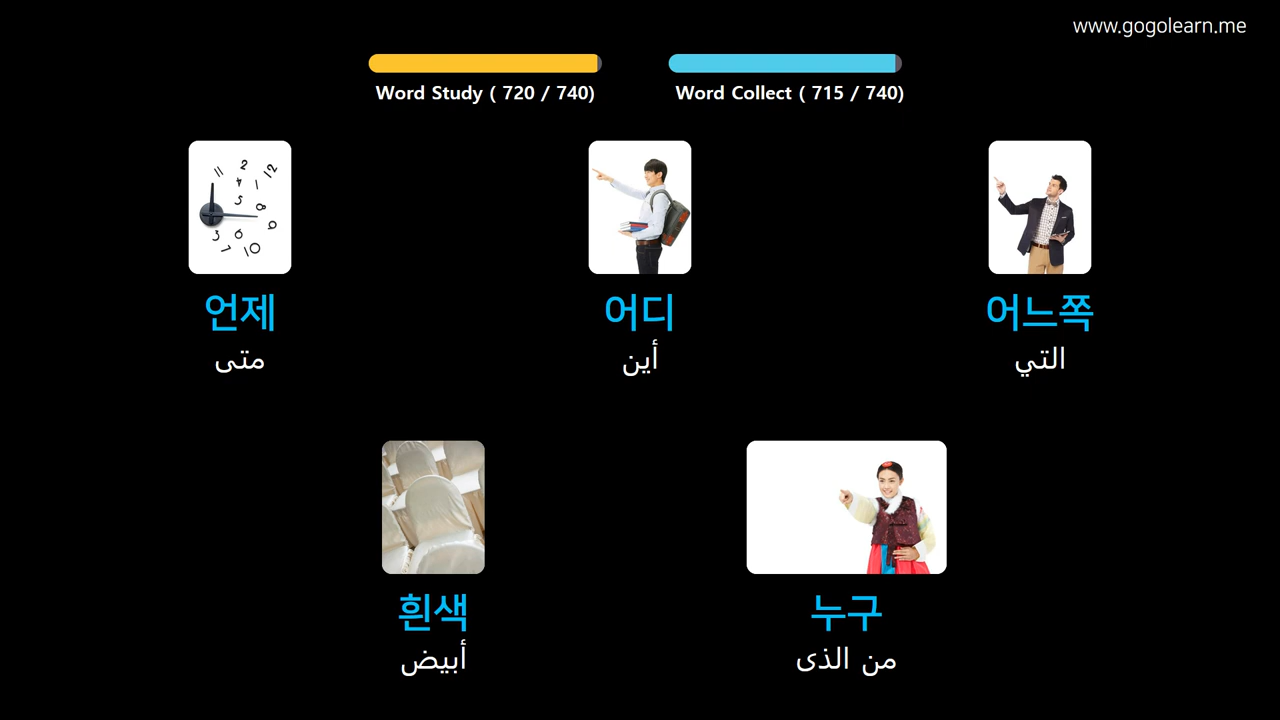 www.gogolearn.me
Word Study ( 720 / 740)
Word Collect ( 715 / 740)
언제
متى
어디
أين
어느쪽
التي
흰색
أبيض
누구
من الذى